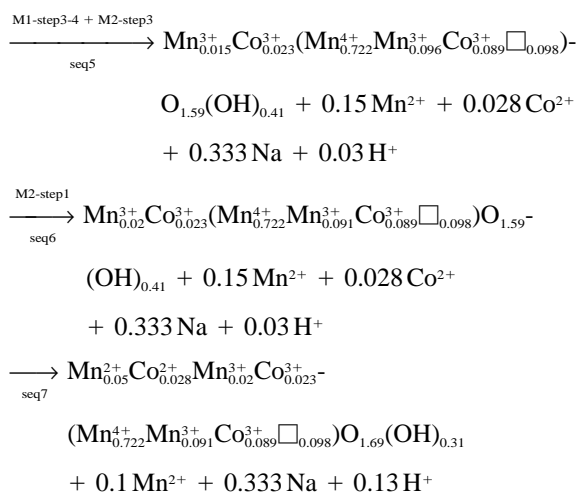 M1-step3-4 + M2-step3
⟶ Mn³⁺₀.₀₁₅Co³⁺₀.₀₂₃(Mn⁴⁺₀.₇₂₂Mn³⁺₀.₀₉₆Co³⁺₀.₀₈₉□₀.₀₉₈)-
seq5
O₁.₅₉(OH)₀.₄₁ + 0.15 Mn²⁺ + 0.028 Co²⁺
+ 0.333 Na + 0.03 H⁺
M2-step1
⟶ Mn³⁺₀.₀₂Co³⁺₀.₀₂₃(Mn⁴⁺₀.₇₂₂Mn³⁺₀.₀₉₁Co³⁺₀.₀₈₉□₀.₀₉₈)O₁.₅₉-
seq6
(OH)₀.₄₁ + 0.15 Mn²⁺ + 0.028 Co²⁺
+ 0.333 Na + 0.03 H⁺
⟶ Mn²⁺₀.₀₅Co²⁺₀.₀₂₈Mn³⁺₀.₀₂Co³⁺₀.₀₂₃-
seq7
(Mn⁴⁺₀.₇₂₂Mn³⁺₀.₀₉₁Co³⁺₀.₀₈₉□₀.₀₉₈)O₁.₆₉(OH)₀.₃₁
+ 0.1 Mn²⁺ + 0.333 Na + 0.13 H⁺